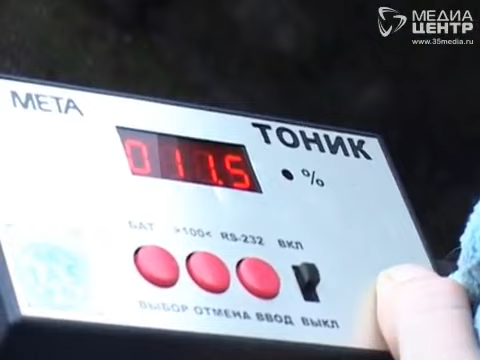 МЕДИА
ЦЕНТР
www.35media.ru
МЕТА
ТОНИК
011.5
%
БАТ >100< RS-232 ВКЛ
ВЫБОР ОТМЕНА ВВОД ВЫКЛ